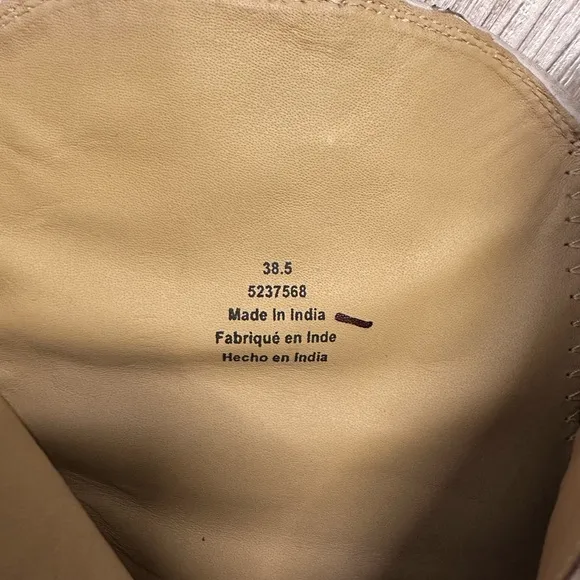 38.5
5237568
Made In India
Fabriqué en Inde
Hecho en India